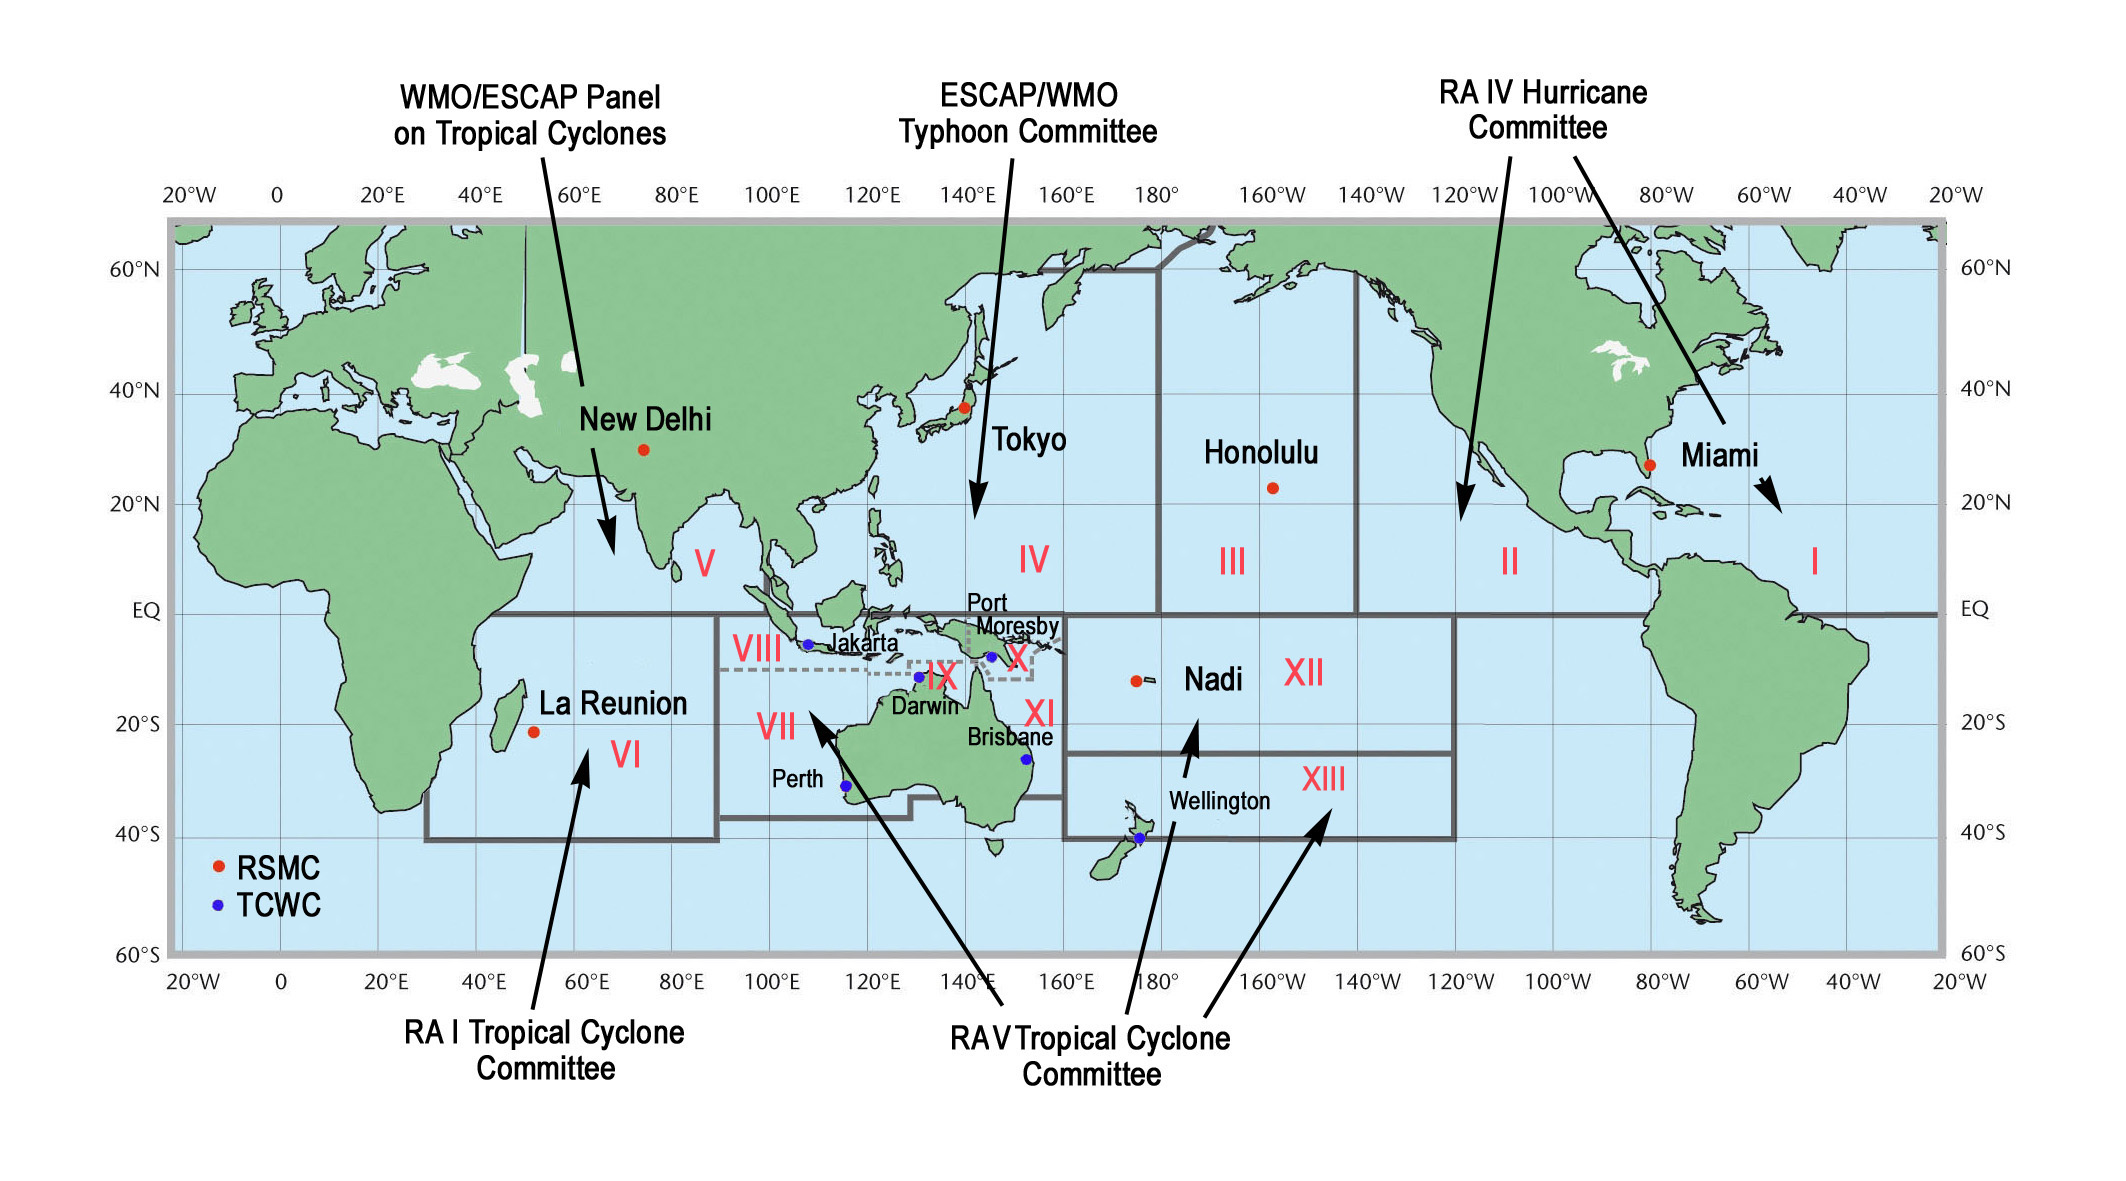 WMO/ESCAP Panel
on Tropical Cyclones
ESCAP/WMO
Typhoon Committee
RA IV Hurricane
Committee
20°W 0 20°E 40°E 60°E 80°E 100°E 120°E 140°E 160°E 180° 160°W 140°W 120°W 100°W 80°W 60°W 40°W 20°W
60°N 60°N
40°N 40°N
New Delhi
Tokyo
Honolulu
Miami
20°N 20°N
V IV III II I
EQ EQ
Port
Moresby
Jakarta
VIII IX X
Nadi XII
La Reunion
Darwin
VI VII XI
20°S 20°S
Brisbane
Perth
XIII
Wellington
40°S 40°S
RSMC
TCWC
60°S 60°S
20°W 0 20°E 40°E 60°E 80°E 100°E 120°E 140°E 160°E 180° 160°W 140°W 120°W 100°W 80°W 60°W 40°W 20°W
RA I Tropical Cyclone
Committee
RA V Tropical Cyclone
Committee